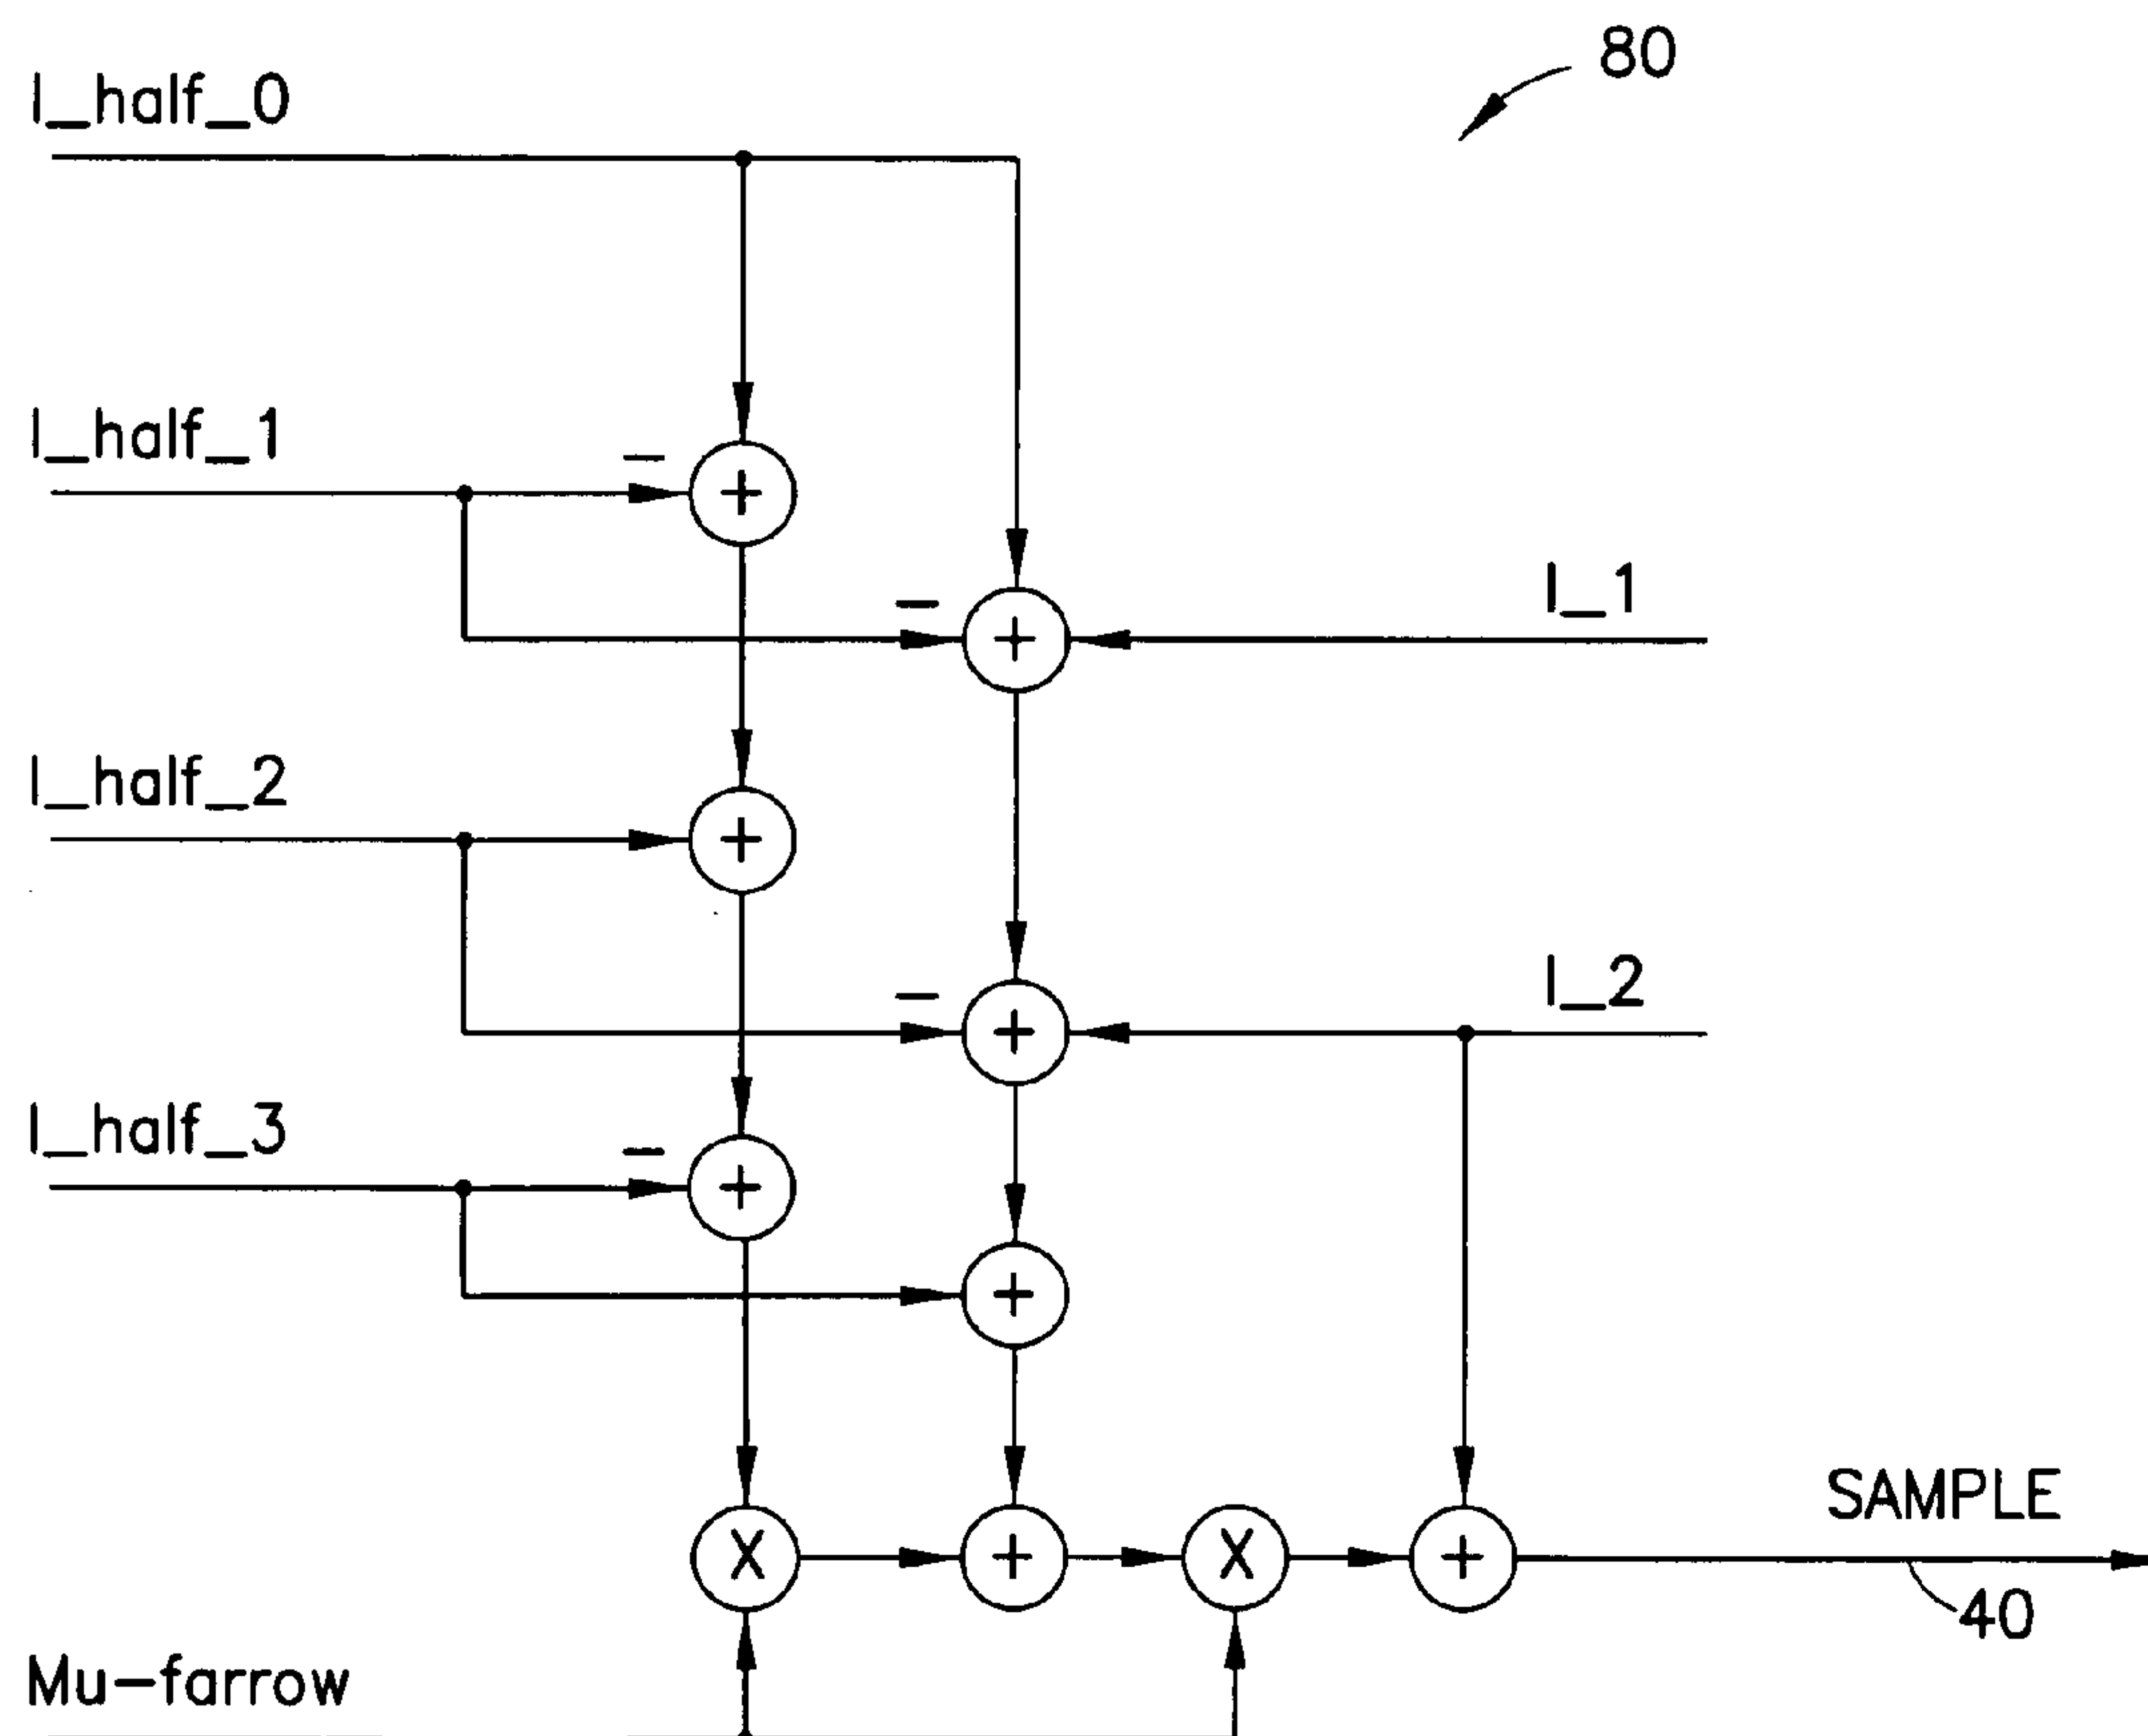 80
I_half_0
I_half_1
−
+
−
+
I_1
I_half_2
+
−
+
I_2
I_half_3
−
+
+
X
+
X
+
SAMPLE
40
Mu-farrow